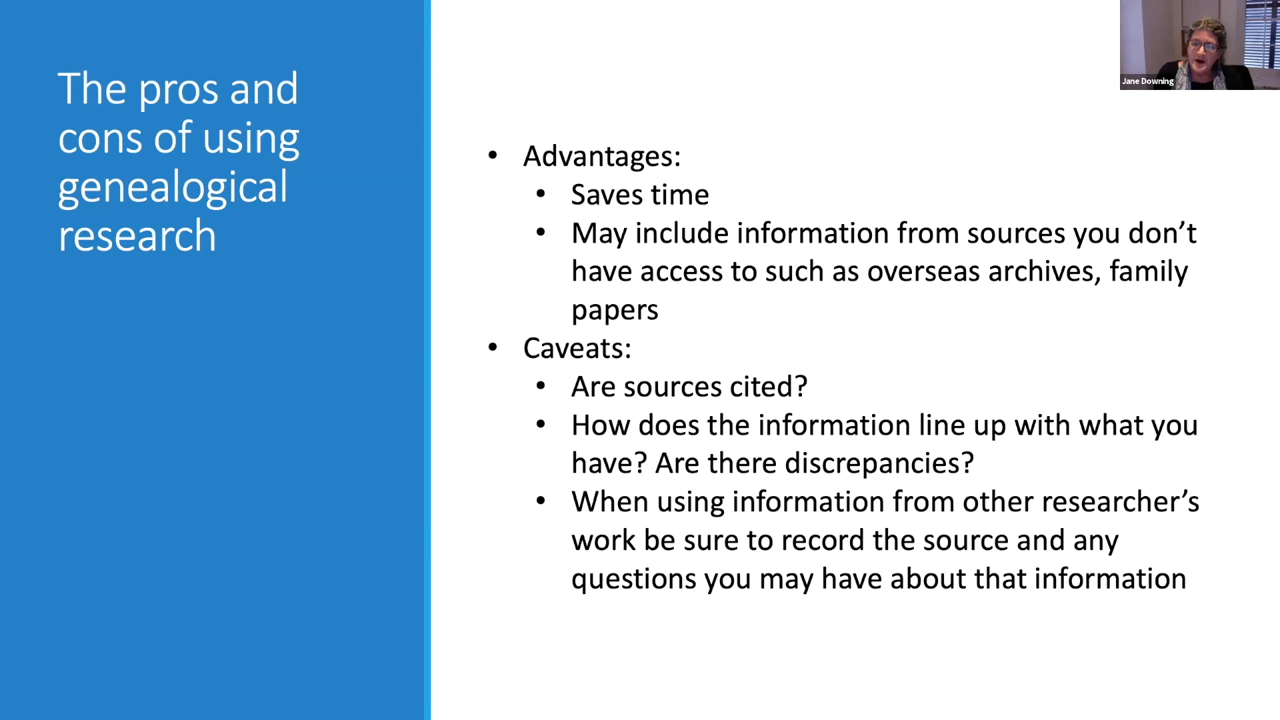 The pros and
cons of using
genealogical
research
• Advantages:
• Saves time
• May include information from sources you don’t
have access to such as overseas archives, family
papers
• Caveats:
• Are sources cited?
• How does the information line up with what you
have? Are there discrepancies?
• When using information from other researcher’s
work be sure to record the source and any
questions you may have about that information
Jane Downing